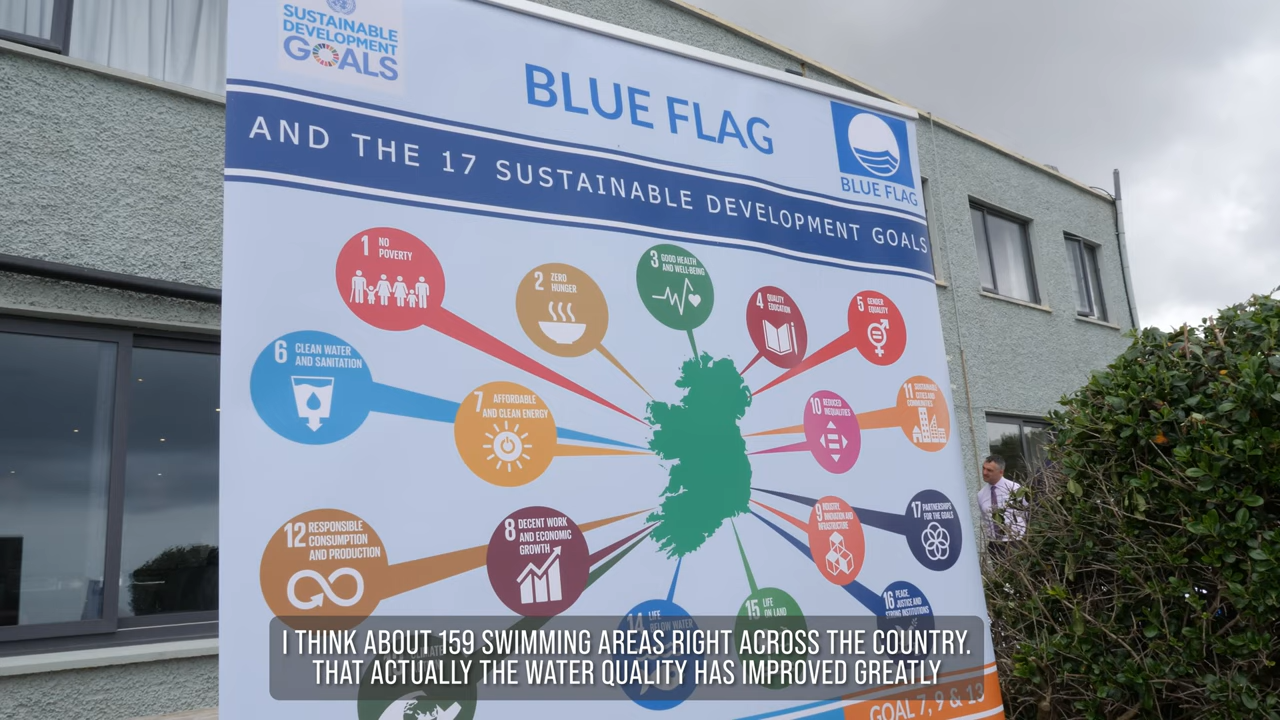 SUSTAINABLE
DEVELOPMENT
GOALS
BLUE FLAG
BLUE FLAG
AND THE 17 SUSTAINABLE DEVELOPMENT GOALS
1 NO
POVERTY
2 ZERO
HUNGER
3 GOOD HEALTH
AND WELL-BEING
4 QUALITY
EDUCATION
5 GENDER
EQUALITY
6 CLEAN WATER
AND SANITATION
7 AFFORDABLE
AND CLEAN ENERGY
10 REDUCED
INEQUALITIES
11 SUSTAINABLE
CITIES AND
COMMUNITIES
12 RESPONSIBLE
CONSUMPTION
AND PRODUCTION
8 DECENT WORK
AND ECONOMIC
GROWTH
9 INDUSTRY,
INNOVATION AND
INFRASTRUCTURE
17 PARTNERSHIPS
FOR THE GOALS
14 LIFE
BELOW WATER
15 LIFE
ON LAND
16 PEACE,
JUSTICE AND
STRONG INSTITUTIONS
I THINK ABOUT 159 SWIMMING AREAS RIGHT ACROSS THE COUNTRY.
THAT ACTUALLY THE WATER QUALITY HAS IMPROVED GREATLY
GOAL 7, 9 & 13